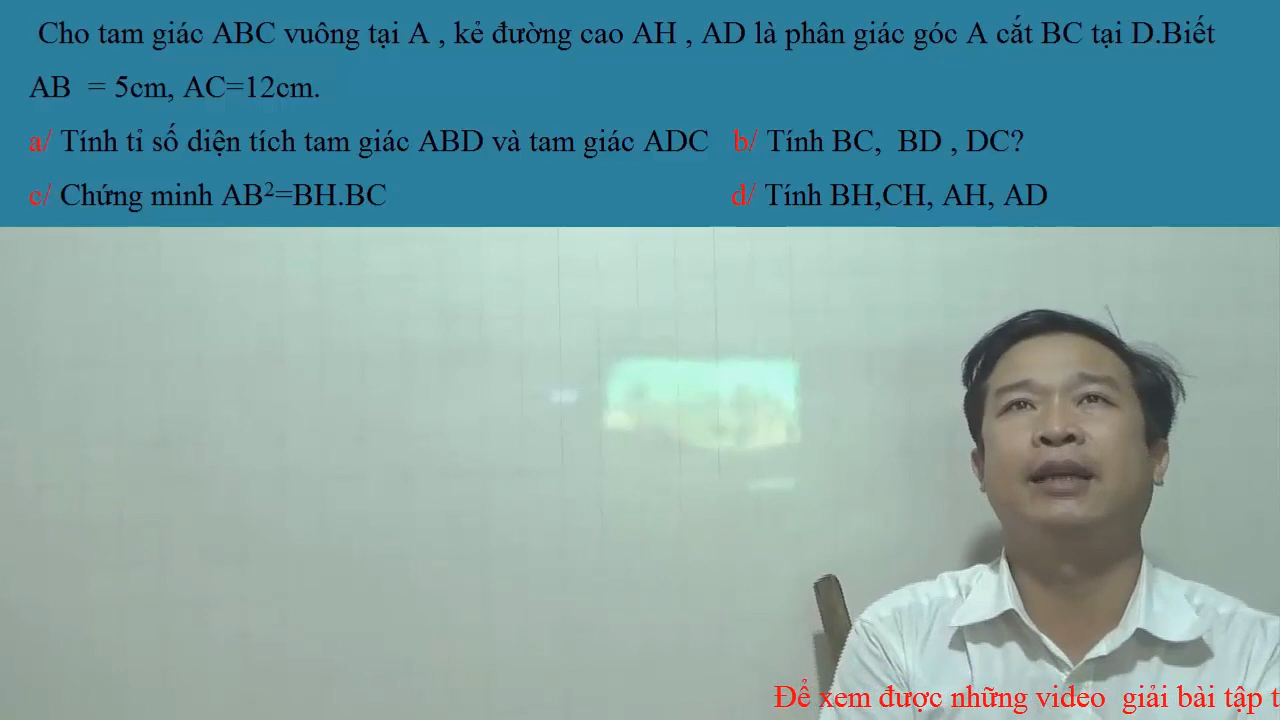 Cho tam giác ABC vuông tại A , kẻ đường cao AH , AD là phân giác góc A cắt BC tại D.Biết
AB = 5cm, AC=12cm.
a/ Tính tỉ số diện tích tam giác ABD và tam giác ADC b/ Tính BC, BD , DC?
c/ Chứng minh AB²=BH.BC d/ Tính BH,CH, AH, AD
Để xem được những video giải bài tập t